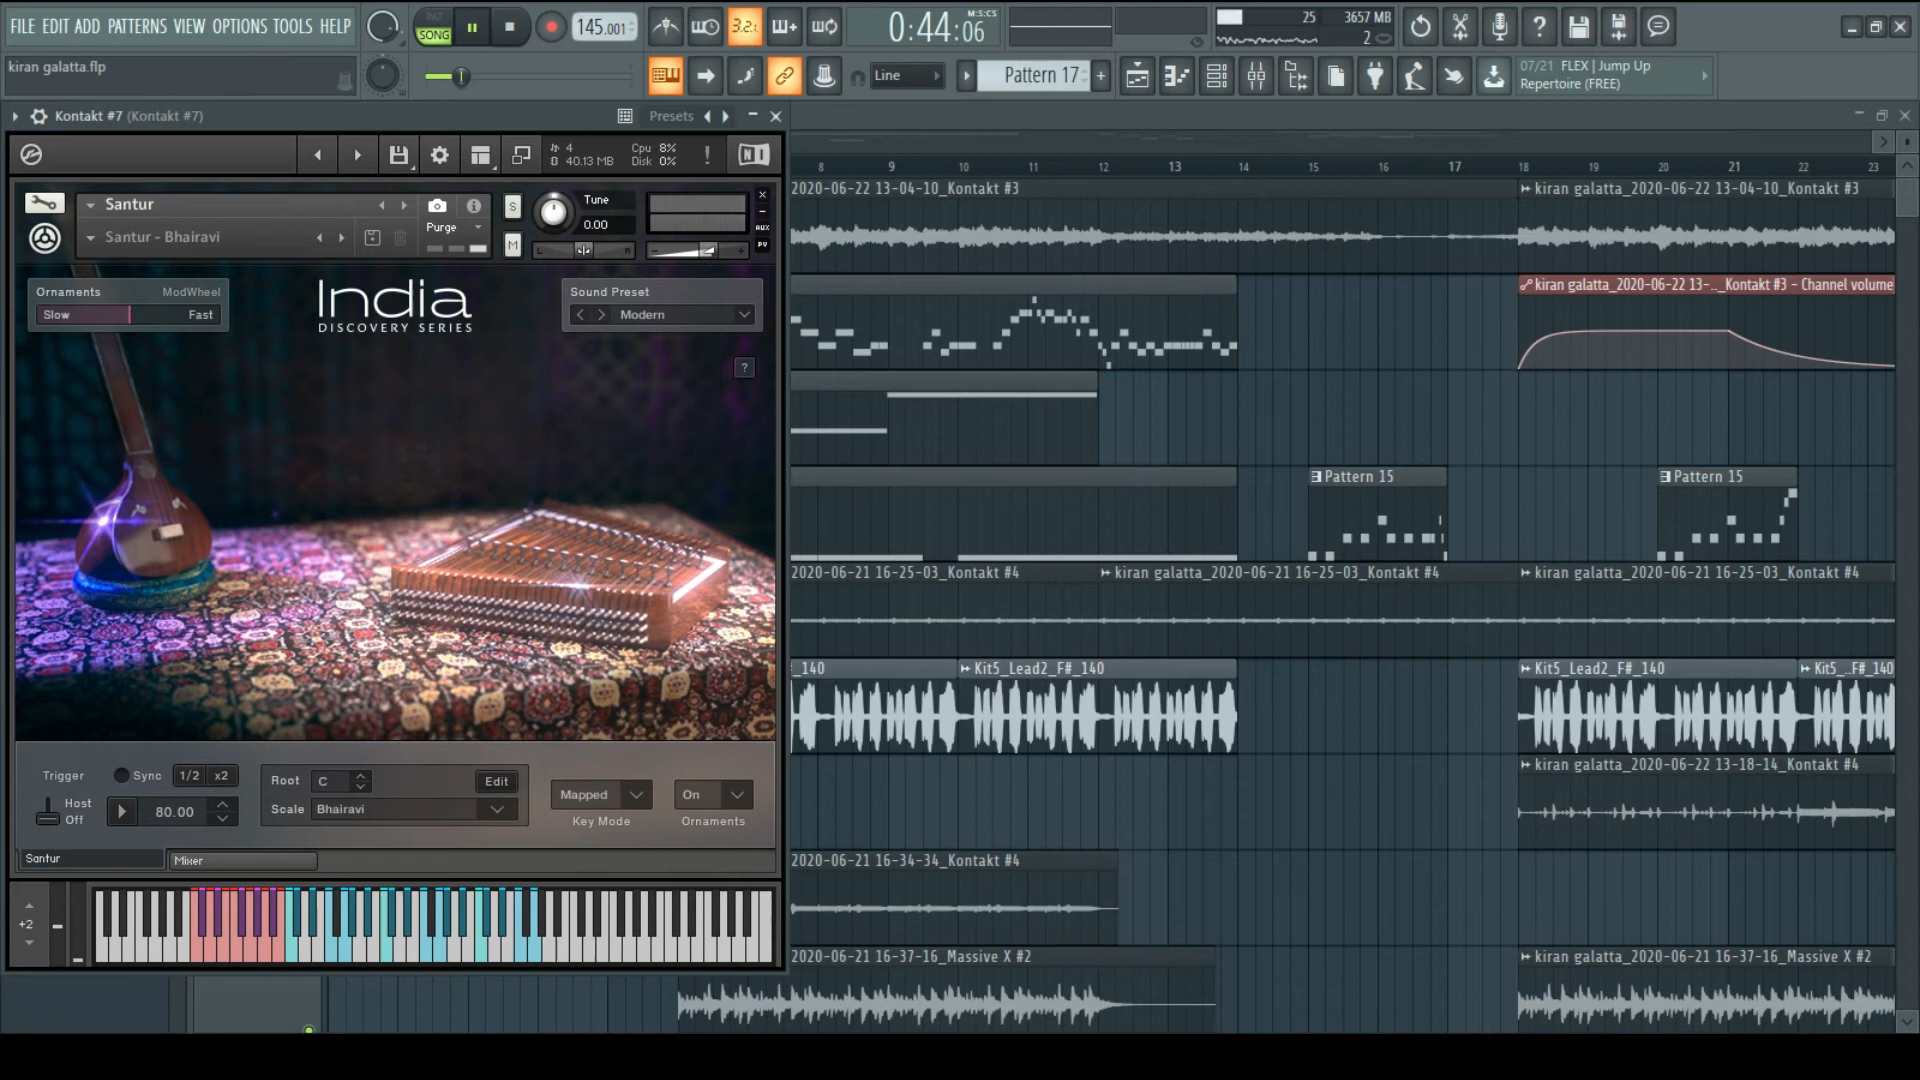 FILE EDIT ADD PATTERNS VIEW OPTIONS TOOLS HELP
PAT
SONG
145.001
3.2.
0:44:06
M:S:CS
25
3657 MB
2
kiran galatta.flp
Line
Pattern 17
+
07/21 FLEX | Jump Up
Repertoire (FREE)
Kontakt #7 (Kontakt #7)
Presets
4
40.13 MB
Cpu 8%
Disk 0%
!
NI
Santur
Santur - Bhairavi
Purge
S
M
Tune
0.00
L
R
AUX
PV
Ornaments
ModWheel
Slow
Fast
India
DISCOVERY SERIES
Sound Preset
Modern
?
Trigger
Sync
1/2
x2
Host
Off
80.00
Root
C
Edit
Scale
Bhairavi
Mapped
Key Mode
On
Ornaments
Santur
Mixer
+2
8 9 10 11 12 13 14 15 16 17 18 19 20 21 22 23
2020-06-22 13-04-10_Kontakt #3
kiran galatta_2020-06-22 13-04-10_Kontakt #3
kiran galatta_2020-06-22 13-.._Kontakt #3 - Channel volume
Pattern 15
Pattern 15
2020-06-21 16-25-03_Kontakt #4
kiran galatta_2020-06-21 16-25-03_Kontakt #4
kiran galatta_2020-06-21 16-25-03_Kontakt #4
_140
Kit5_Lead2_F#_140
Kit5_Lead2_F#_140
Kit5_..F#_140
kiran galatta_2020-06-22 13-18-14_Kontakt #4
2020-06-21 16-34-34_Kontakt #4
2020-06-21 16-37-16_Massive X #2
kiran galatta_2020-06-21 16-37-16_Massive X #2